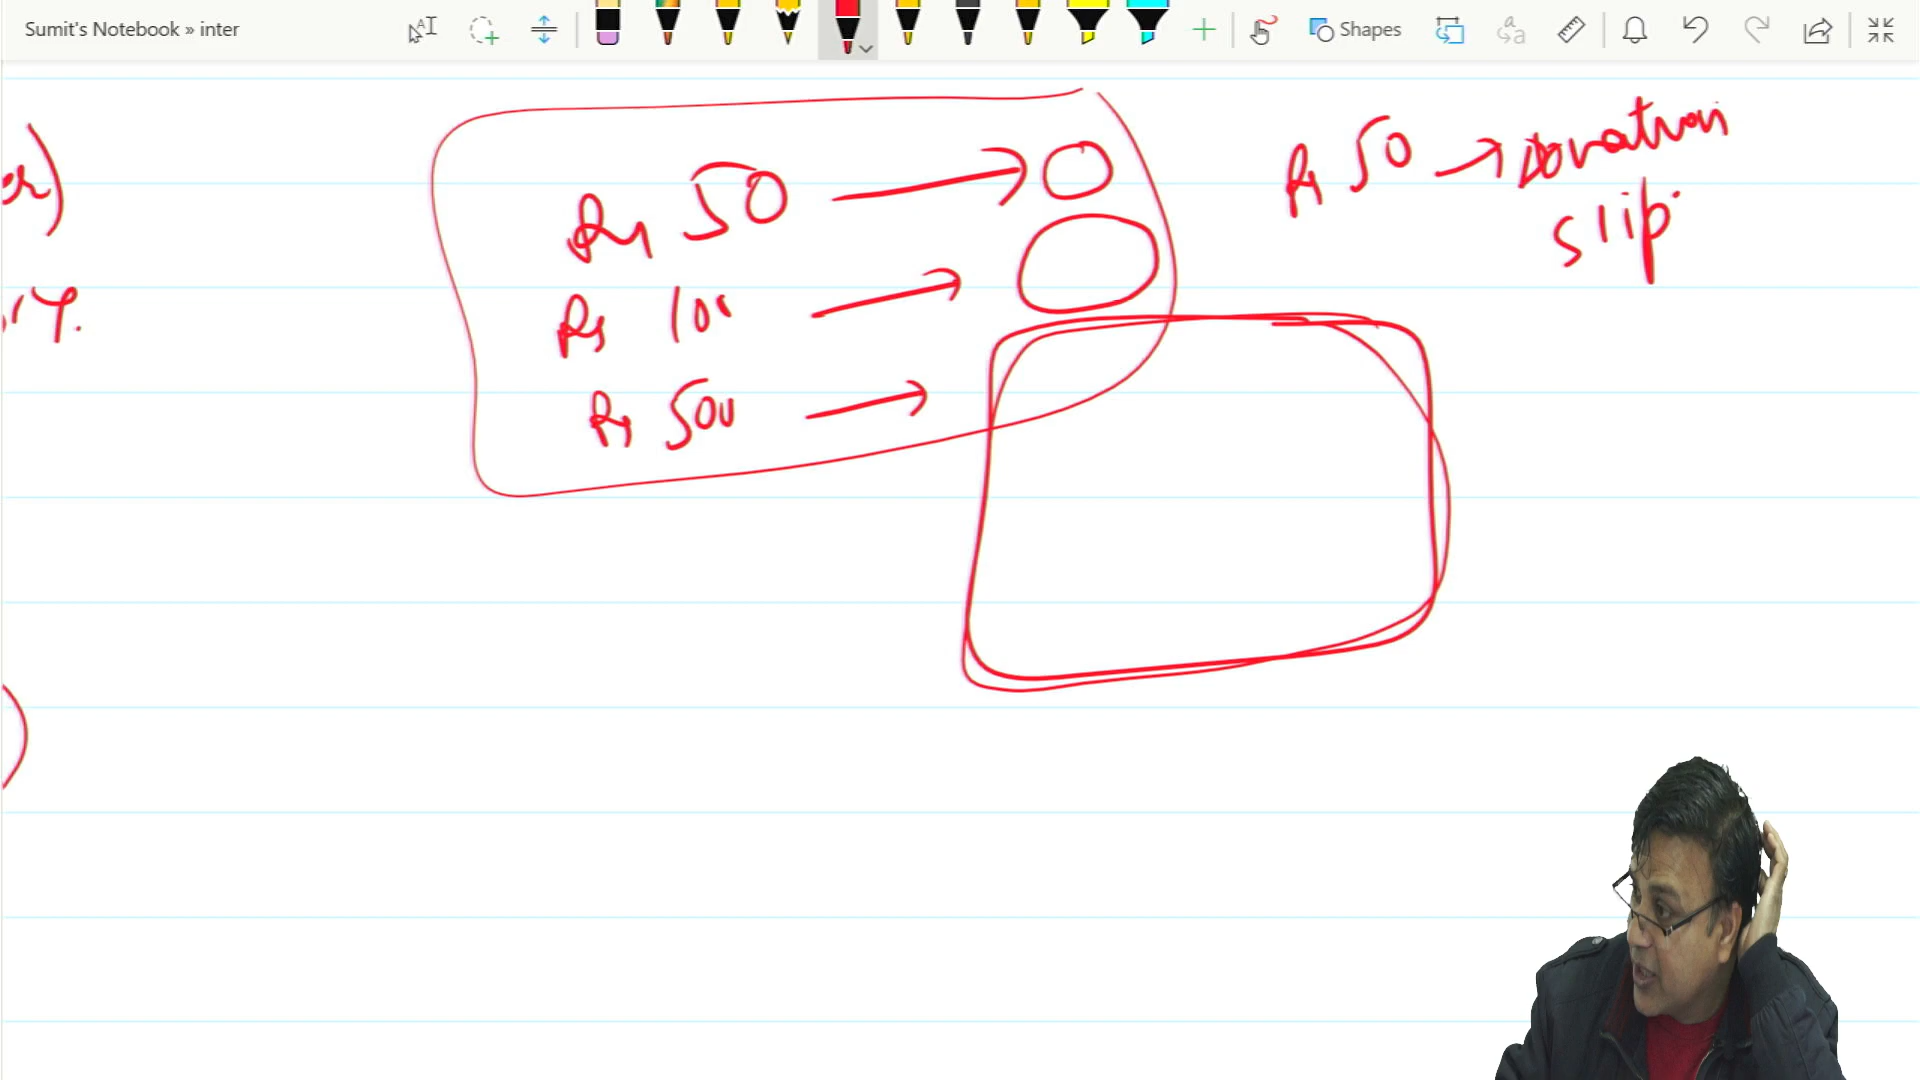 Sumit's Notebook » inter
Shapes
Rs 50 → Donation
slip.
Rs 50 →
Rs 100 →
Rs 500 →